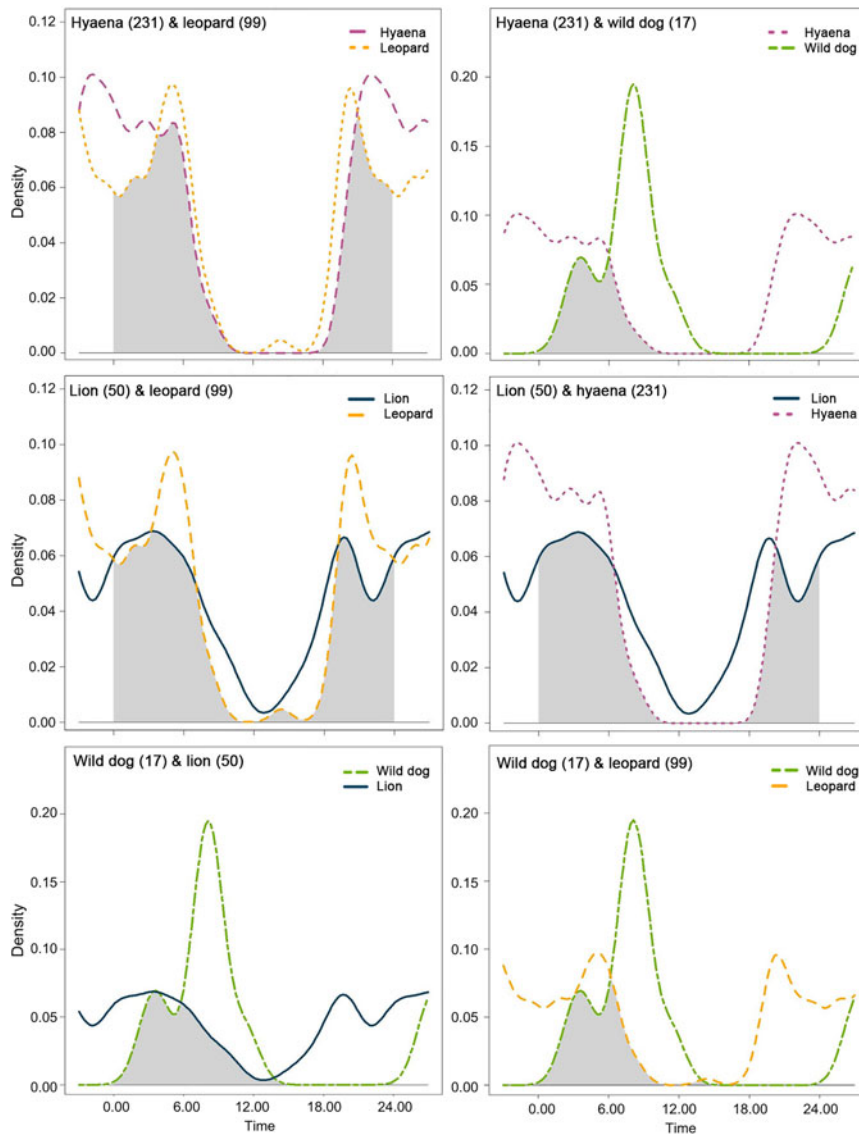 Hyaena (231) & leopard (99)
Hyaena
Leopard
0.12
0.10
0.08
0.06
0.04
0.02
0.00
Density
Hyaena (231) & wild dog (17)
Hyaena
Wild dog
0.20
0.15
0.10
0.05
0.00
Lion (50) & leopard (99)
Lion
Leopard
0.12
0.10
0.08
0.06
0.04
0.02
0.00
Density
Lion (50) & hyaena (231)
Lion
Hyaena
0.12
0.10
0.08
0.06
0.04
0.02
0.00
Wild dog (17) & lion (50)
Wild dog
Lion
0.20
0.15
0.10
0.05
0.00
Density
0.00 6.00 12.00 18.00 24.00
Time
Wild dog (17) & leopard (99)
Wild dog
Leopard
0.20
0.15
0.10
0.05
0.00
0.00 6.00 12.00 18.00 24.00
Time